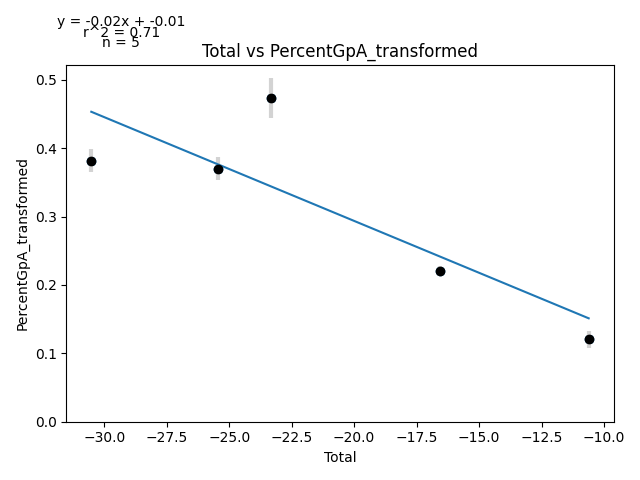 y = -0.02x + -0.01
r^2 = 0.71
n = 5
Total vs PercentGpA_transformed
PercentGpA_transformed
0.5
0.4
0.3
0.2
0.1
0.0
−30.0 −27.5 −25.0 −22.5 −20.0 −17.5 −15.0 −12.5 −10.0
Total